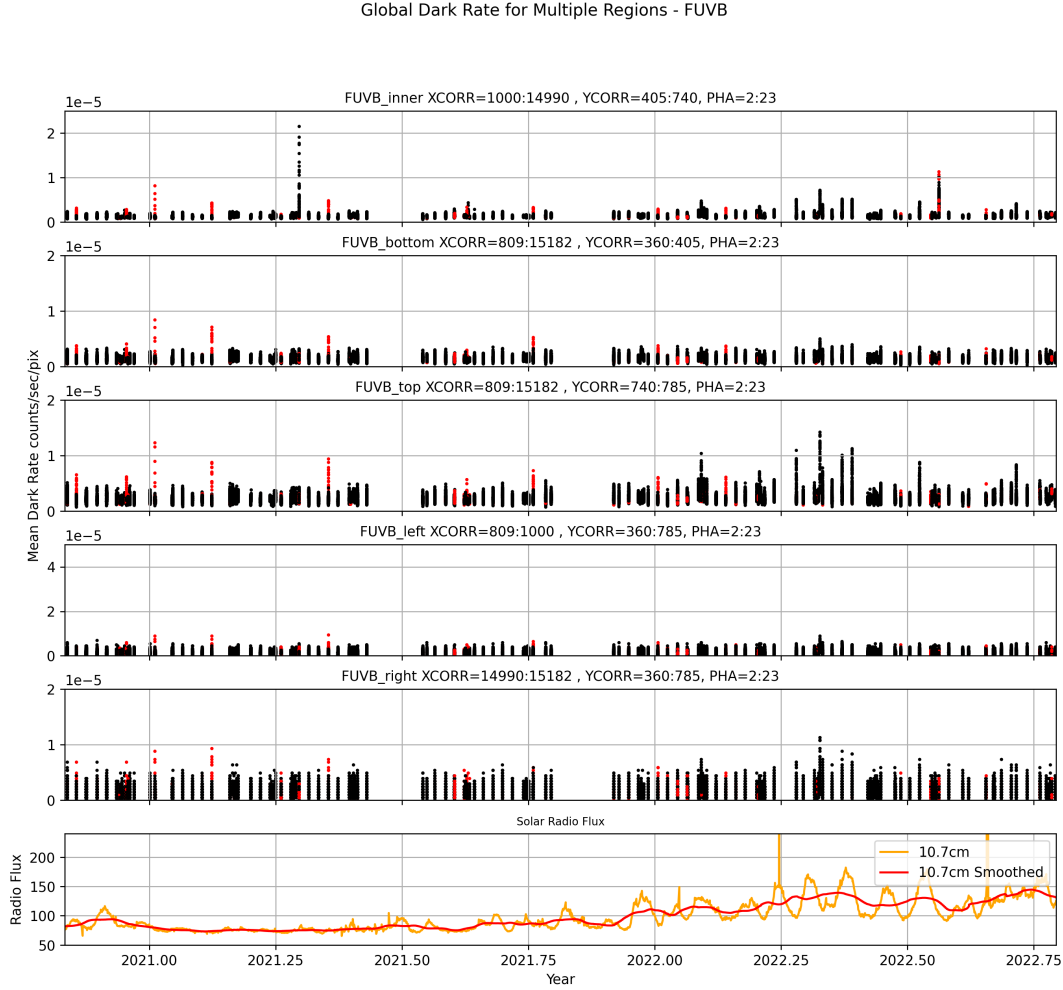 Global Dark Rate for Multiple Regions - FUVB
1e−5
FUVB_inner XCORR=1000:14990 , YCORR=405:740, PHA=2:23
2
1
0
1e−5
FUVB_bottom XCORR=809:15182 , YCORR=360:405, PHA=2:23
2
1
0
1e−5
FUVB_top XCORR=809:15182 , YCORR=740:785, PHA=2:23
2
1
0
1e−5
FUVB_left XCORR=809:1000 , YCORR=360:785, PHA=2:23
4
2
0
1e−5
FUVB_right XCORR=14990:15182 , YCORR=360:785, PHA=2:23
2
1
0
Mean Dark Rate counts/sec/pix
Solar Radio Flux
200
150
100
50
Radio Flux
10.7cm
10.7cm Smoothed
2021.00 2021.25 2021.50 2021.75 2022.00 2022.25 2022.50 2022.75
Year